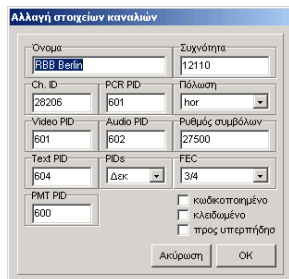 Αλλαγή στοιχείων καναλιών
Όνομα
Συχνότητα
RBB Berlin
12110
Ch. ID
PCR PID
Πόλωση
28206
601
hor
Video PID
Audio PID
Ρυθμός συμβόλων
601
602
27500
Text PID
PIDs
FEC
604
Δεκ
3/4
PMT PID
600
κωδικοποιημένο
κλειδωμένο
προς υπερπήδησ
Ακύρωση
OK